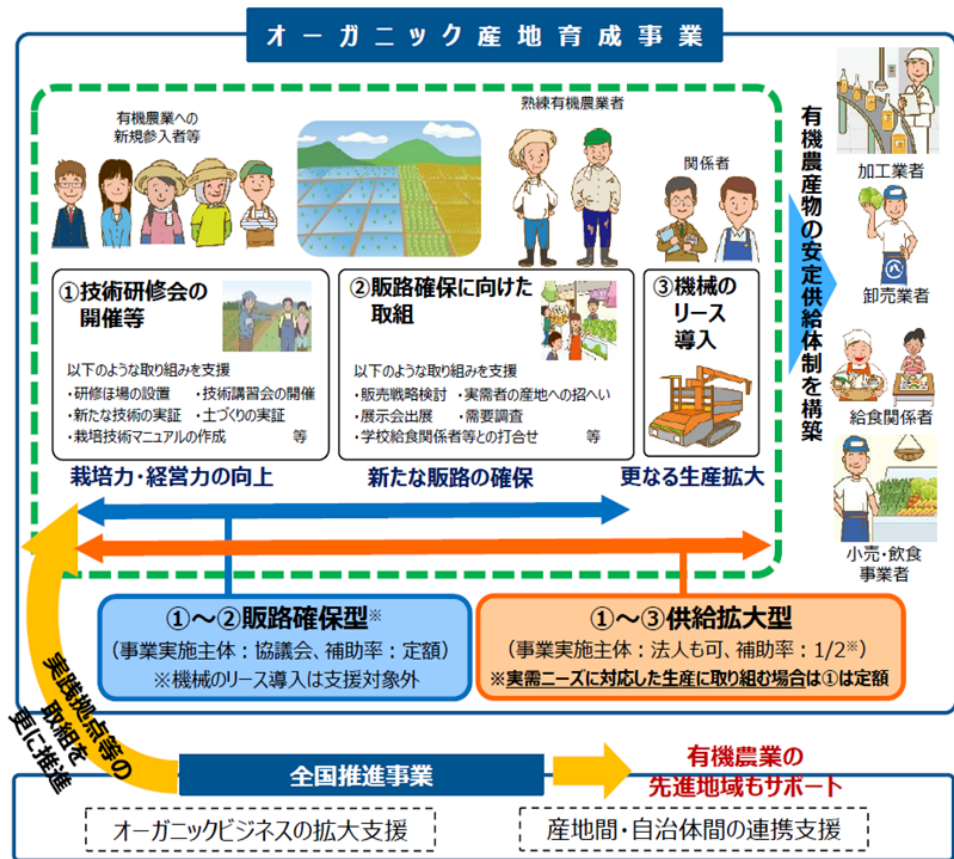 オーガニック産地育成事業
有機農業への
新規参入者等
熟練有機農業者
関係者
①技術研修会の
開催等
以下のような取り組みを支援
・研修ほ場の設置　・技術講習会の開催
・新たな技術の実証　・土づくりの実証
・栽培技術マニュアルの作成　等
栽培力・経営力の向上
②販路確保に向けた
取組
以下のような取り組みを支援
・販売戦略検討　・実需者の産地への招へい
・展示会出展　・需要調査
・学校給食関係者等との打合せ　等
新たな販路の確保
③機械の
リース
導入
更なる生産拡大
有機農産物の安定供給体制を構築
加工業者
八
卸売業者
給食関係者
小売・飲食
事業者
①～②販路確保型※
（事業実施主体：協議会、補助率：定額）
※機械のリース導入は支援対象外
①～③供給拡大型
（事業実施主体：法人も可、補助率：1/2※）
※実需ニーズに対応した生産に取り組む場合は①は定額
実践拠点等の
取組を
更に推進
全国推進事業
有機農業の
先進地域もサポート
オーガニックビジネスの拡大支援
産地間・自治体間の連携支援